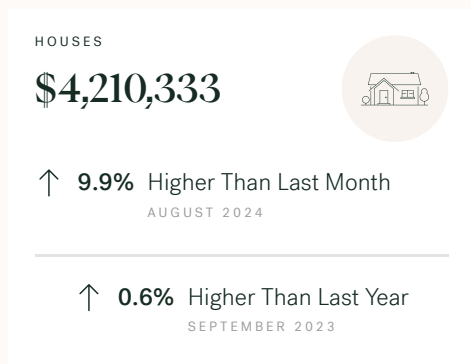 HOUSES
$4,210,333
9.9% Higher Than Last Month
AUGUST 2024
0.6% Higher Than Last Year
SEPTEMBER 2023